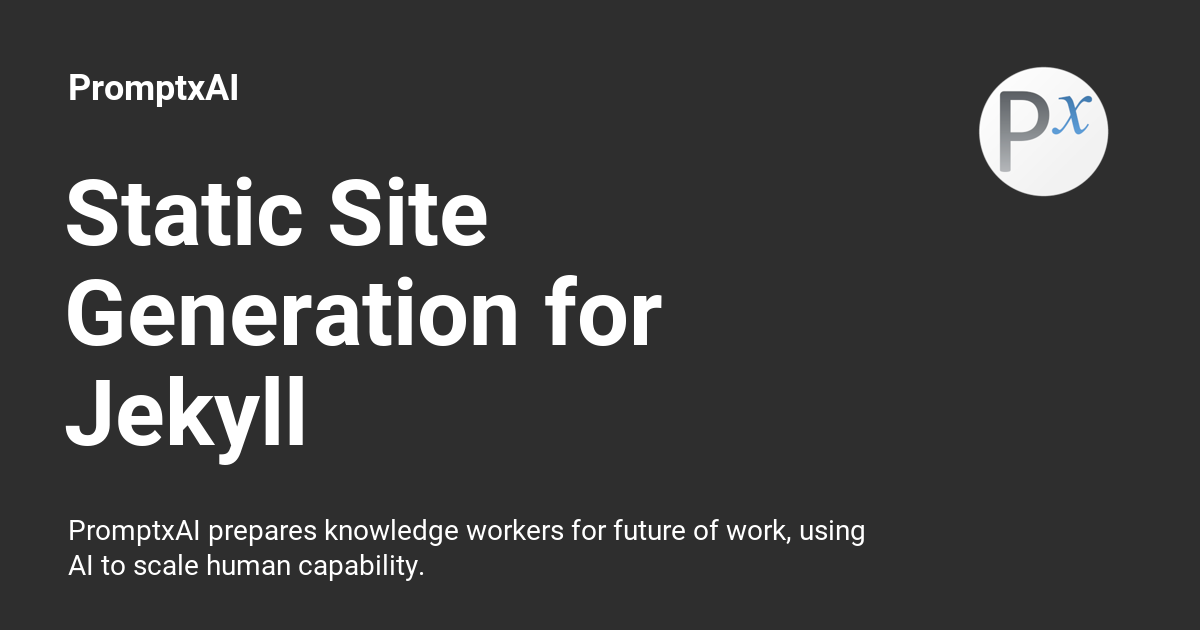 PromptxAI
Px
Static Site
Generation for
Jekyll
PromptxAI prepares knowledge workers for future of work, using
AI to scale human capability.